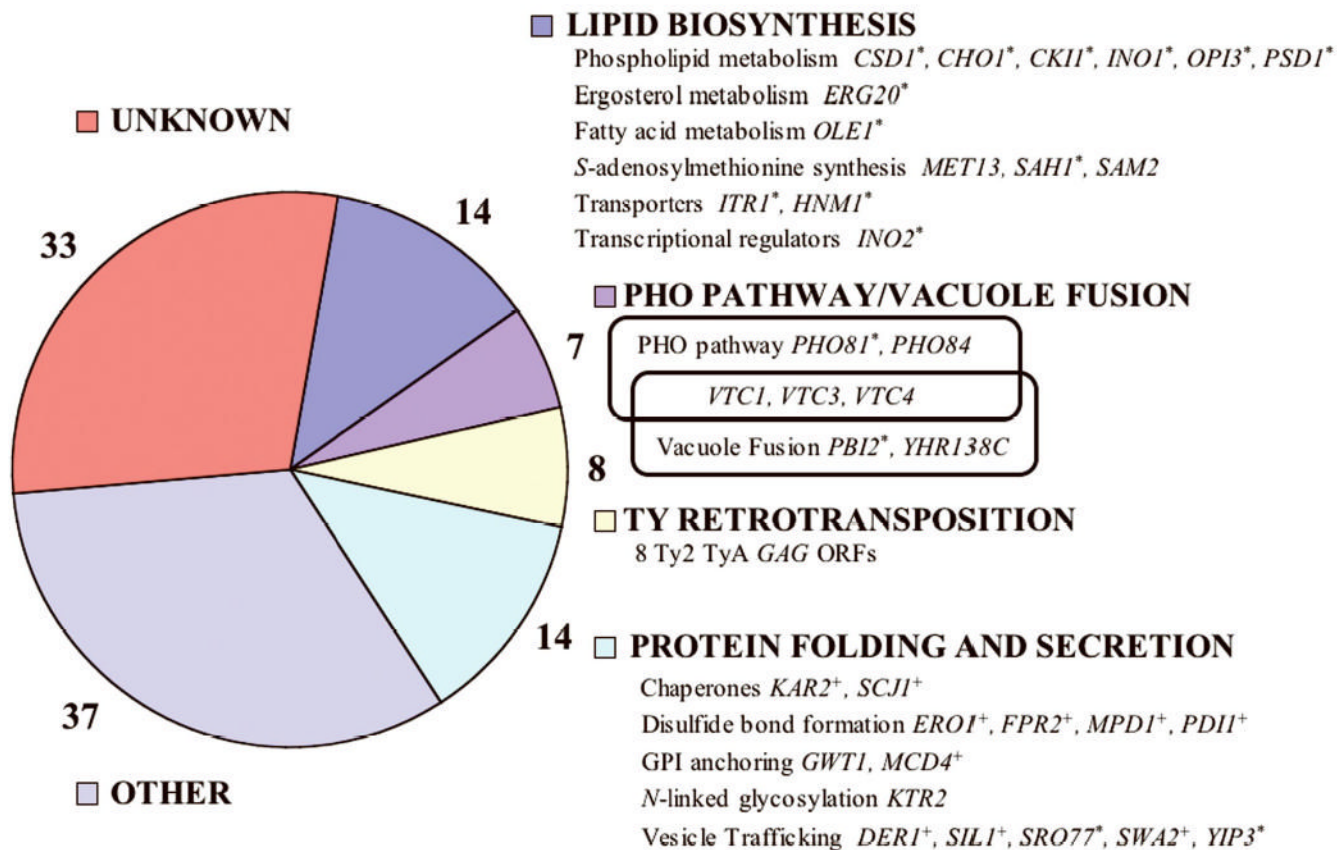 LIPID BIOSYNTHESIS
Phospholipid metabolism CSD1*, CHO1*, CKI1*, INO1*, OPI3*, PSD1*
Ergosterol metabolism ERG20*
Fatty acid metabolism OLE1*
S-adenosylmethionine synthesis MET13, SAH1*, SAM2
Transporters ITR1*, HNM1*
Transcriptional regulators INO2*
UNKNOWN
33
14
PHO PATHWAY/VACUOLE FUSION
7
PHO pathway PHO81*, PHO84
VTC1, VTC3, VTC4
Vacuole Fusion PBI2*, YHR138C
8
TY RETROTRANSPOSITION
8 Ty2 TyA GAG ORFs
14
PROTEIN FOLDING AND SECRETION
Chaperones KAR2+, SCJ1+
Disulfide bond formation ERO1+, FPR2+, MPD1+, PDI1+
GPI anchoring GWT1, MCD4+
N-linked glycosylation KTR2
Vesicle Trafficking DER1+, SIL1+, SRO77*, SWA2+, YIP3*
37
OTHER